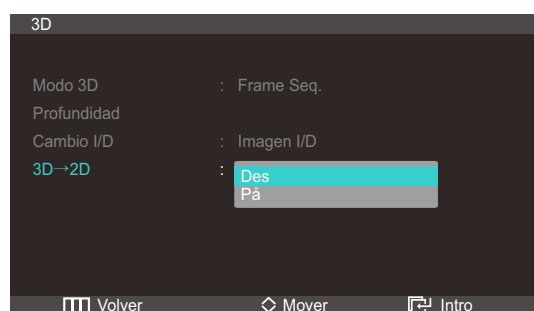 3D
Modo 3D : Frame Seq.
Profundidad
Cambio I/D : Imagen I/D
3D→2D : Des
På
Volver Mover Intro